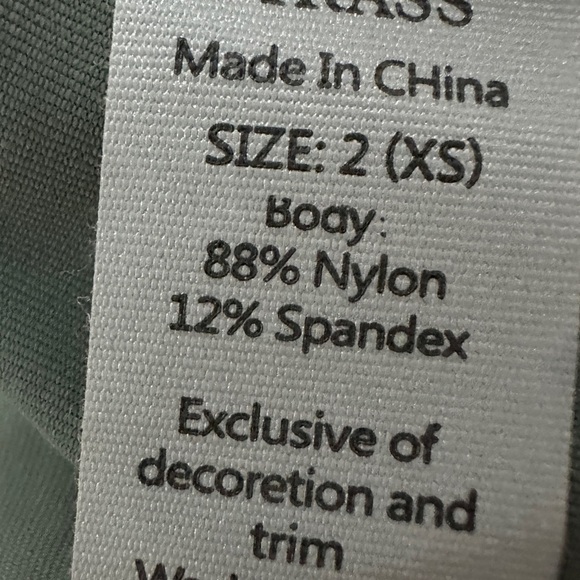 Made In CHina
SIZE: 2 (XS)
Body:
88% Nylon
12% Spandex
Exclusive of
decoretion and
trim